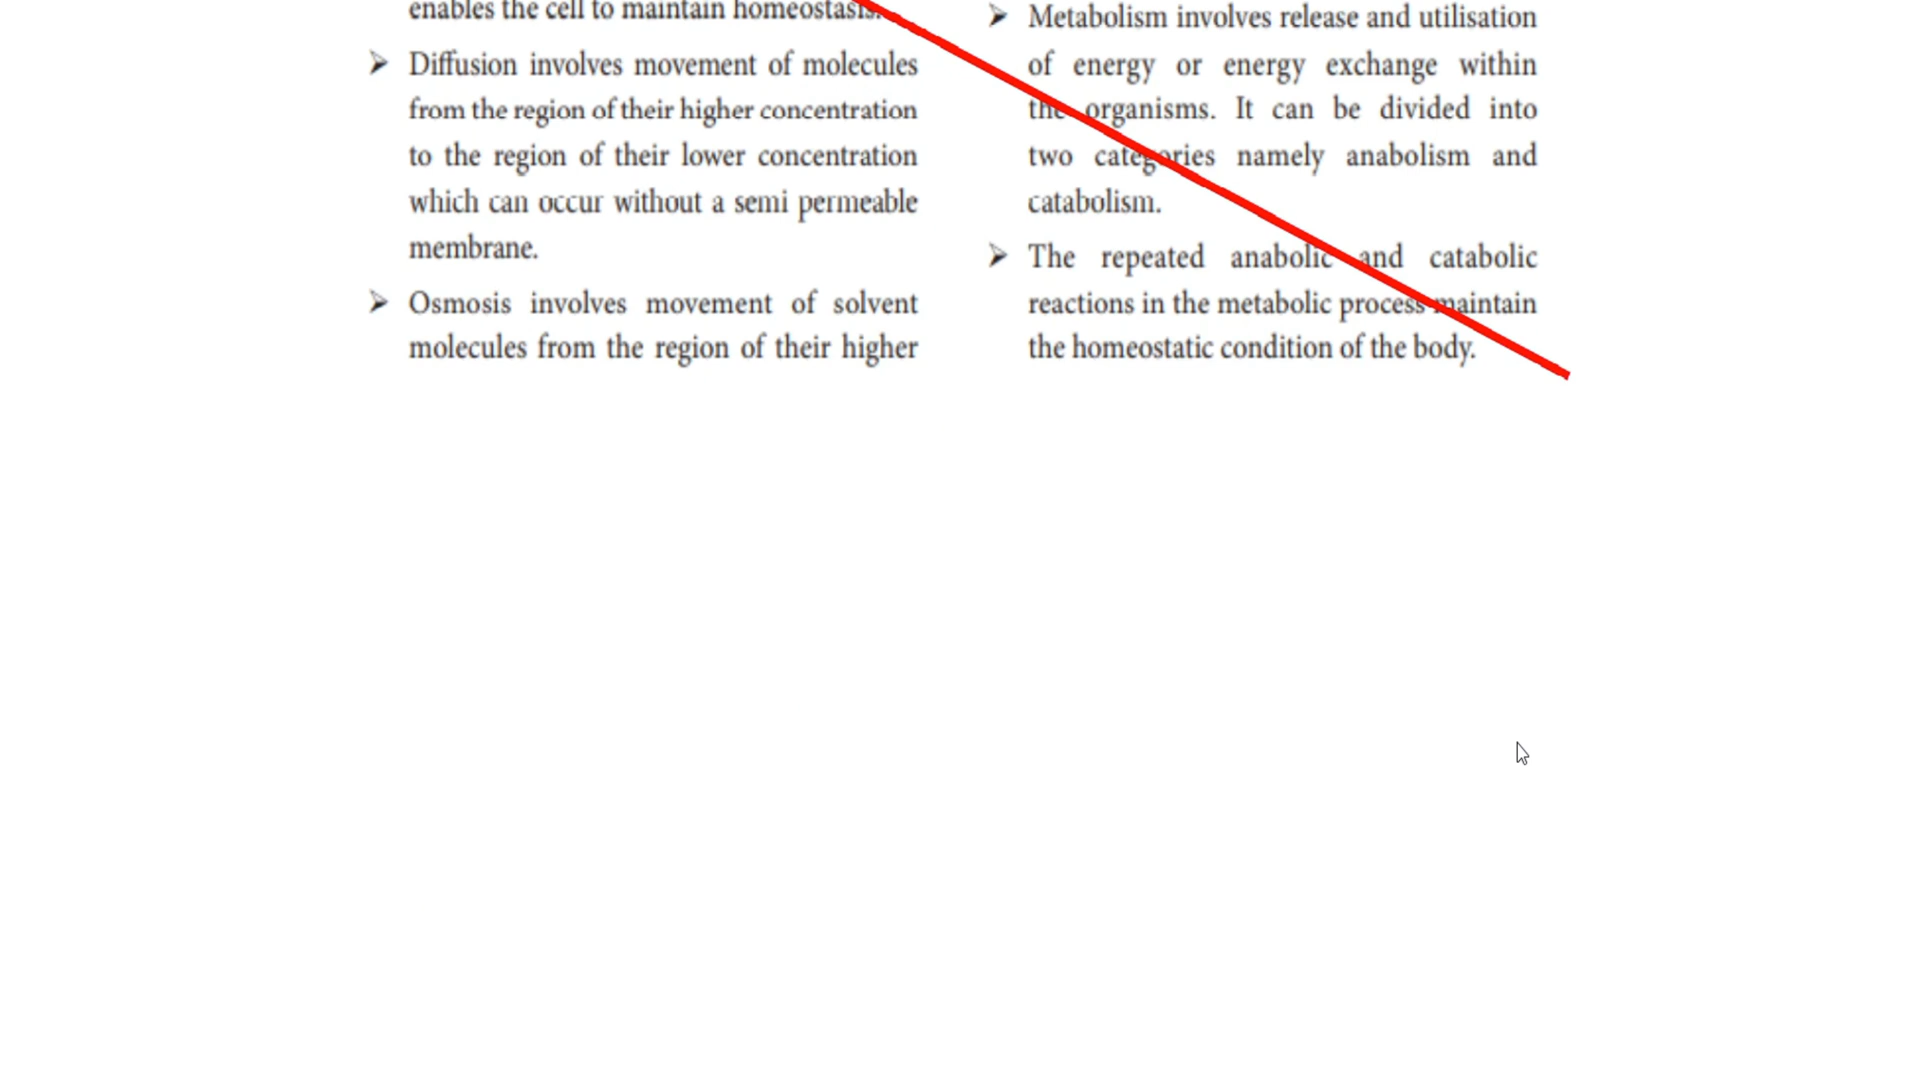 enables the cell to maintain homeostasis.
➤ Diffusion involves movement of molecules
from the region of their higher concentration
to the region of their lower concentration
which can occur without a semi permeable
membrane.
➤ Osmosis involves movement of solvent
molecules from the region of their higher
➤ Metabolism involves release and utilisation
of energy or energy exchange within
the organisms. It can be divided into
two categories namely anabolism and
catabolism.
➤ The repeated anabolic and catabolic
reactions in the metabolic process maintain
the homeostatic condition of the body.